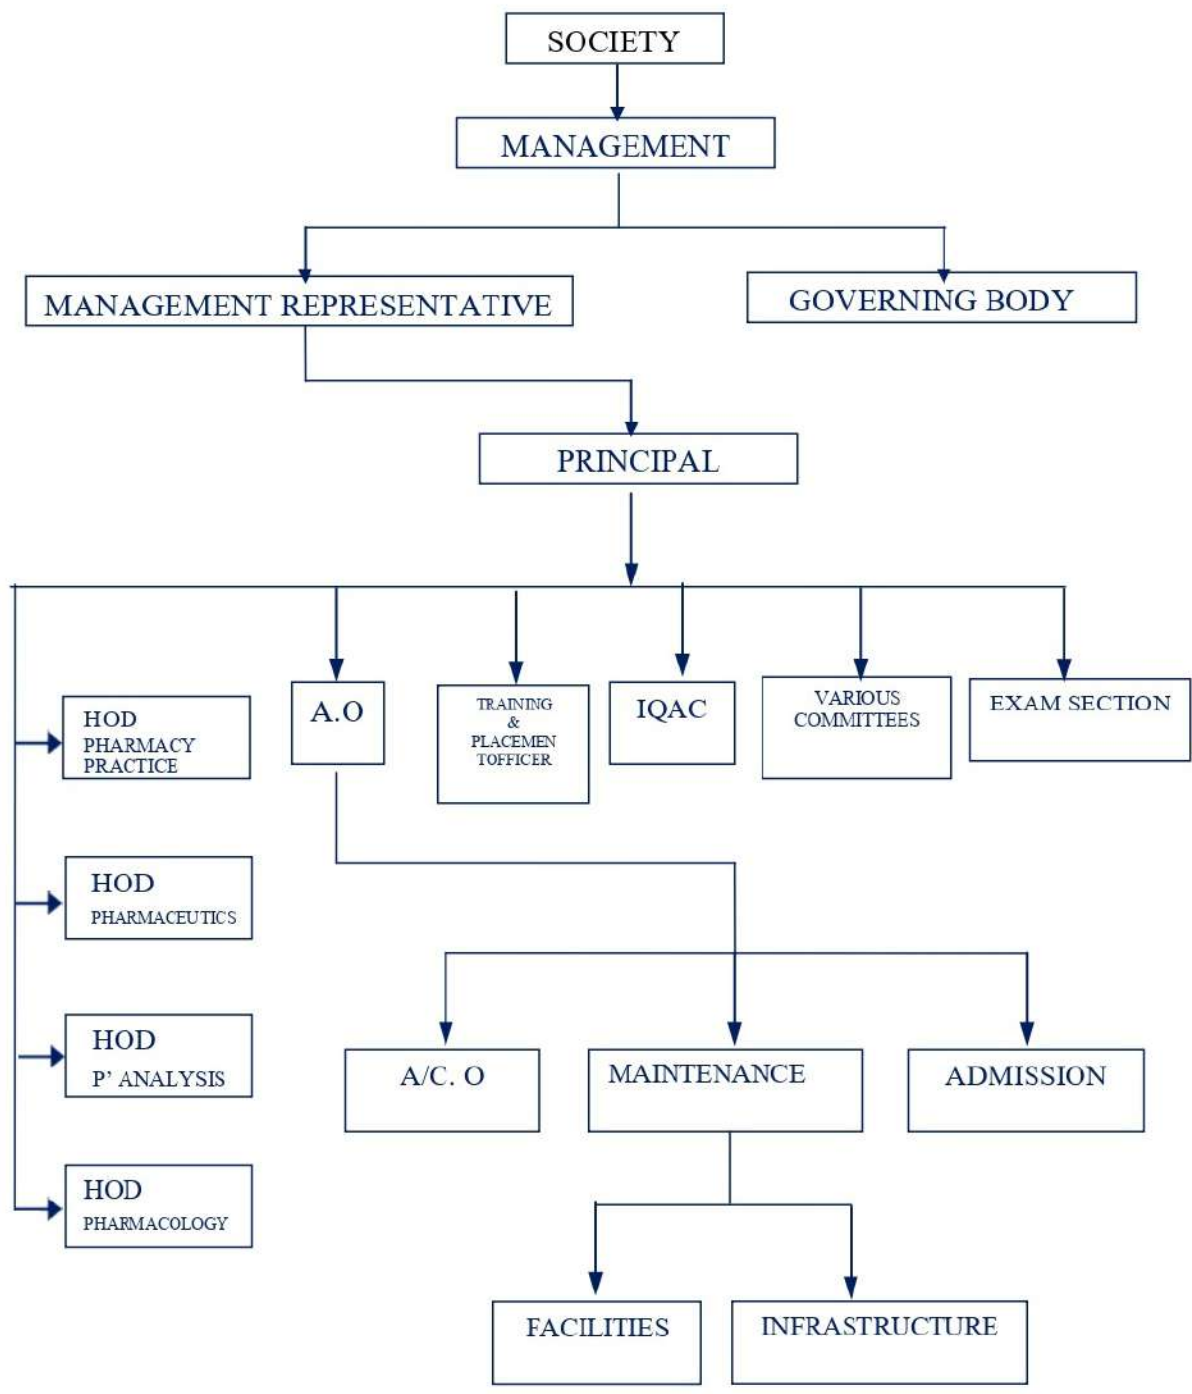 SOCIETY
MANAGEMENT
MANAGEMENT REPRESENTATIVE
GOVERNING BODY
PRINCIPAL
HOD
PHARMACY
PRACTICE
A.O
TRAINING
&
PLACEMEN
TOFFICER
IQAC
VARIOUS
COMMITTEES
EXAM SECTION
HOD
PHARMACEUTICS
HOD
P’ ANALYSIS
A/C. O
MAINTENANCE
ADMISSION
HOD
PHARMACOLOGY
FACILITIES
INFRASTRUCTURE